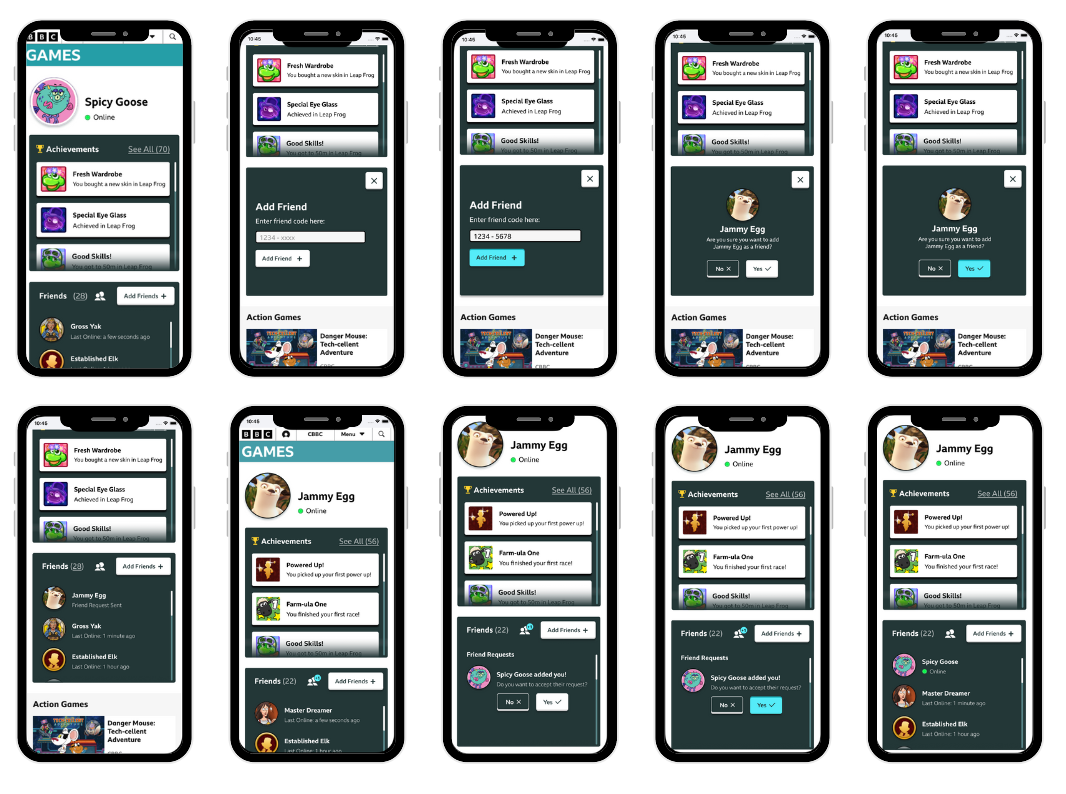 BBC
GAMES
Spicy Goose
Online
Achievements See All (70)
Fresh Wardrobe
You bought a new skin in Leap Frog
Special Eye Glass
Achieved in Leap Frog
Good Skills!
Friends (28) Add Friends +
Gross Yak
Last Online: a few seconds ago
Established Elk
10:45
Fresh Wardrobe
You bought a new skin in Leap Frog
Special Eye Glass
Achieved in Leap Frog
Good Skills!
You got to 50m in Leap Frog
Add Friend
Enter friend code here:
1234 - xxxx
Add Friend +
Action Games
Danger Mouse:
Tech-cellent
Adventure
10:45
Fresh Wardrobe
You bought a new skin in Leap Frog
Special Eye Glass
Achieved in Leap Frog
Good Skills!
You got to 50m in Leap Frog
Add Friend
Enter friend code here:
1234 - 5678
Add Friend +
Action Games
Danger Mouse:
Tech-cellent
Adventure
CBBC
10:45
Fresh Wardrobe
You bought a new skin in Leap Frog
Special Eye Glass
Achieved in Leap Frog
Good Skills!
You got to 50m in Leap Frog
Jammy Egg
Are you sure you want to add
Jammy Egg as a friend?
No Yes
Action Games
Danger Mouse:
Tech-cellent
Adventure
CBBC
10:45
Fresh Wardrobe
You bought a new skin in Leap Frog
Special Eye Glass
Achieved in Leap Frog
Good Skills!
You got to 50m in Leap Frog
Jammy Egg
Are you sure you want to add
Jammy Egg as a friend?
No Yes
Action Games
Danger Mouse:
Tech-cellent
Adventure
CBBC
10:45
Fresh Wardrobe
You bought a new skin in Leap Frog
Special Eye Glass
Achieved in Leap Frog
Good Skills!
You got to 50m in Leap Frog
Friends (28) Add Friends +
Jammy Egg
Friend Request Sent
Gross Yak
Last Online: 1 minute ago
Established Elk
Last Online: 1 hour ago
Action Games
Danger Mouse:
Tech-cellent
Adventure
10:45
BBC CBBC Menu
GAMES
Jammy Egg
Online
Achievements See All (56)
Powered Up!
You picked up your first power up!
Farm-ula One
You finished your first race!
Good Skills!
You got to 50m in Leap Frog
Friends (22) Add Friends +
Master Dreamer
Last Online: a few seconds ago
Established Elk
Last Online: 1 hour ago
Jammy Egg
Online
Achievements See All (56)
Powered Up!
You picked up your first power up!
Farm-ula One
You finished your first race!
Good Skills!
You got to 50m in Leap Frog
Friends (22) Add Friends +
Friend Requests
Spicy Goose added you!
Do you want to accept their request?
No Yes
Jammy Egg
Online
Achievements See All (56)
Powered Up!
You picked up your first power up!
Farm-ula One
You finished your first race!
Good Skills!
You got to 50m in Leap Frog
Friends (22) Add Friends +
Friend Requests
Spicy Goose added you!
Do you want to accept their request?
No Yes
Jammy Egg
Online
Achievements See All (56)
Powered Up!
You picked up your first power up!
Farm-ula One
You finished your first race!
Good Skills!
You got to 50m in Leap Frog
Friends (22) Add Friends +
Spicy Goose
Online
Master Dreamer
Last Online: 1 minute ago
Established Elk
Last Online: 1 hour ago